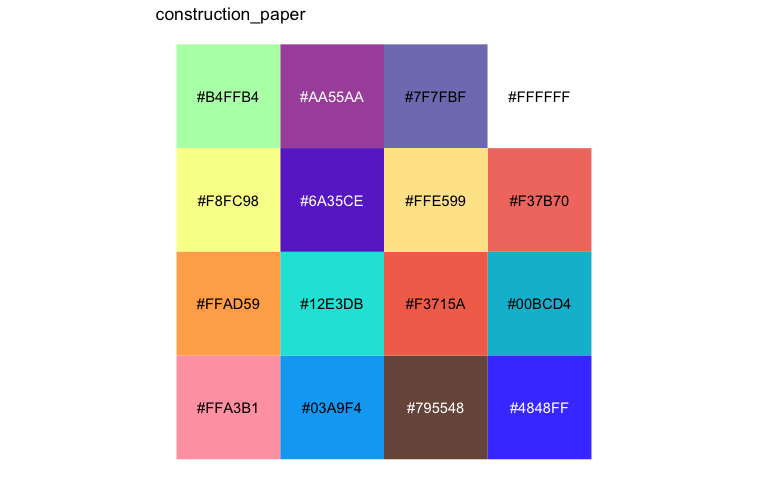 construction_paper
#B4FFB4 #AA55AA #7F7FBF #FFFFFF
#F8FC98 #6A35CE #FFE599 #F37B70
#FFAD59 #12E3DB #F3715A #00BCD4
#FFA3B1 #03A9F4 #795548 #4848FF